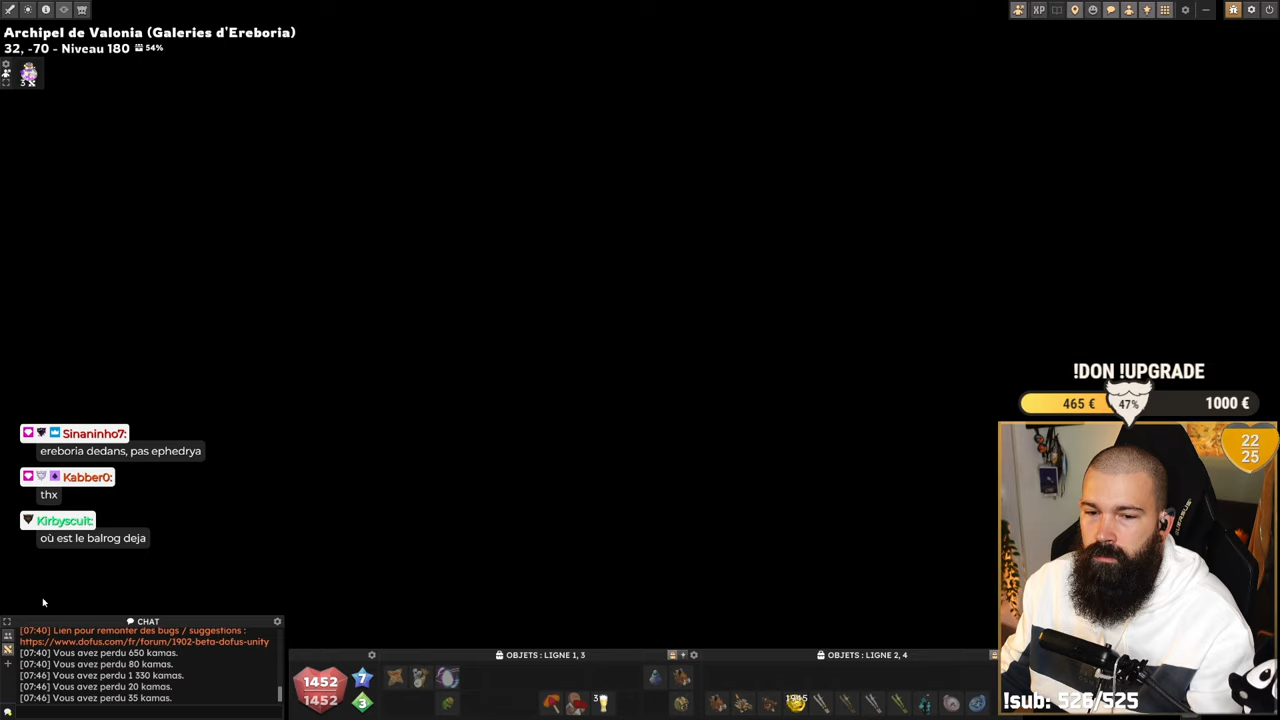 XP
Archipel de Valonia (Galeries d'Ereboria)
32, -70 - Niveau 180 54%
3
!DON !UPGRADE
465 € 47% 1000 €
22
25
Sinaninho7:
ereboria dedans, pas ephedrya
Kabber0:
thx
Kirbyscuit:
où est le balrog deja
CHAT
[07:40] Lien pour remonter des bugs / suggestions :
https://www.dofus.com/fr/forum/1902-beta-dofus-unity
[07:40] Vous avez perdu 650 kamas.
[07:40] Vous avez perdu 80 kamas.
[07:46] Vous avez perdu 1 330 kamas.
[07:46] Vous avez perdu 20 kamas.
[07:46] Vous avez perdu 35 kamas.
OBJETS : LIGNE 1, 3
OBJETS : LIGNE 2, 4
1452
1452
7
3
3
1945
!sub: 526/525